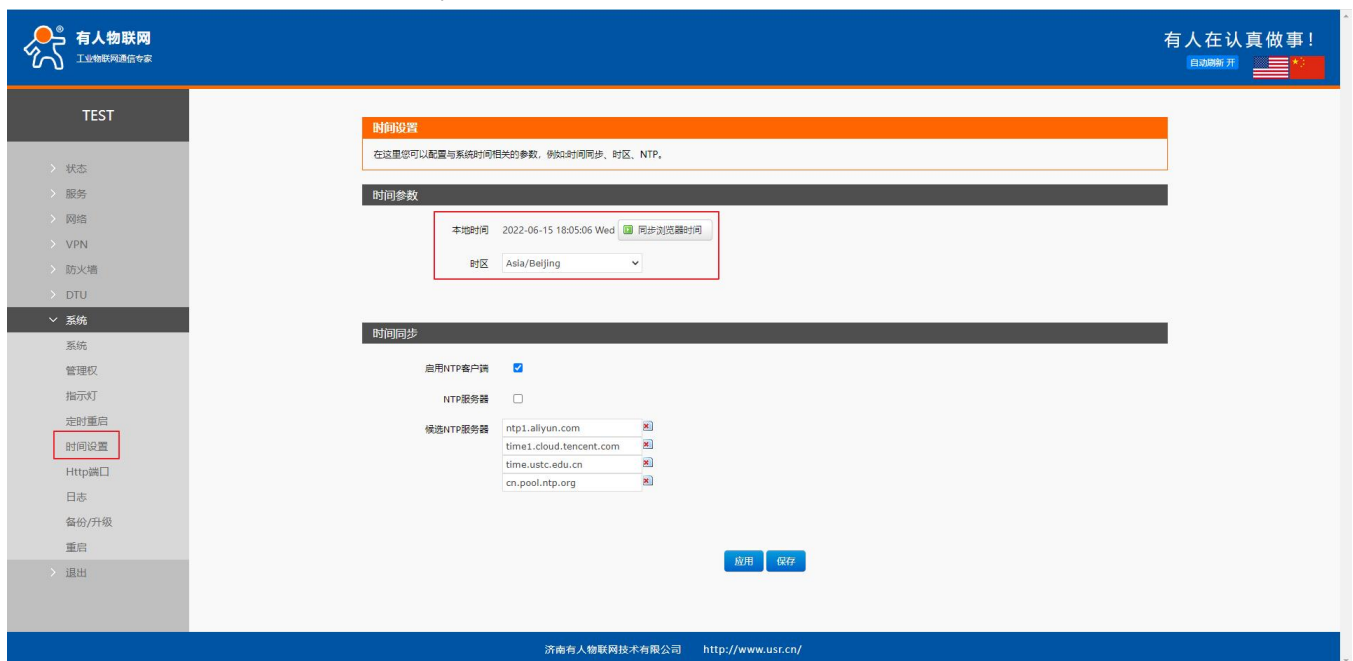 有人物联网
工业物联网通信专家
有人在认真做事!
自动刷新 开
TEST
状态
服务
网络
VPN
防火墙
DTU
系统
系统
管理权
指示灯
定时重启
时间设置
Http端口
日志
备份/升级
重启
退出
时间设置
在这里您可以配置与系统时间相关的参数,例如:时间同步、时区、NTP。
时间参数
本地时间 2022-06-15 18:05:06 Wed 同步浏览器时间
时区 Asia/Beijing
时间同步
启用NTP客户端
NTP服务器
候选NTP服务器 ntp1.aliyun.com
time1.cloud.tencent.com
time.ustc.edu.cn
cn.pool.ntp.org
应用 保存
济南有人物联网技术有限公司 http://www.usr.cn/